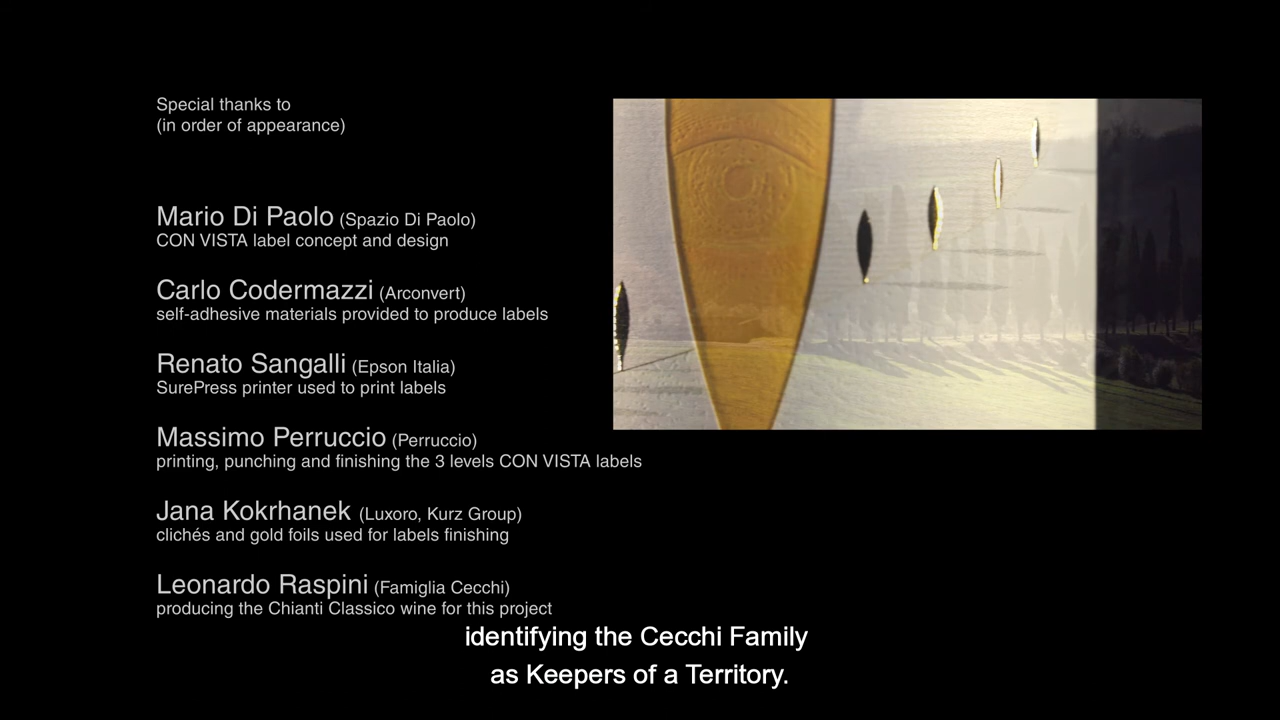 Special thanks to
(in order of appearance)
Mario Di Paolo (Spazio Di Paolo)
CON VISTA label concept and design
Carlo Codermazzi (Arconvert)
self-adhesive materials provided to produce labels
Renato Sangalli (Epson Italia)
SurePress printer used to print labels
Massimo Perruccio (Perruccio)
printing, punching and finishing the 3 levels CON VISTA labels
Jana Kokrhanek (Luxoro, Kurz Group)
clichés and gold foils used for labels finishing
Leonardo Raspini (Famiglia Cecchi)
producing the Chianti Classico wine for this project
identifying the Cecchi Family
as Keepers of a Territory.